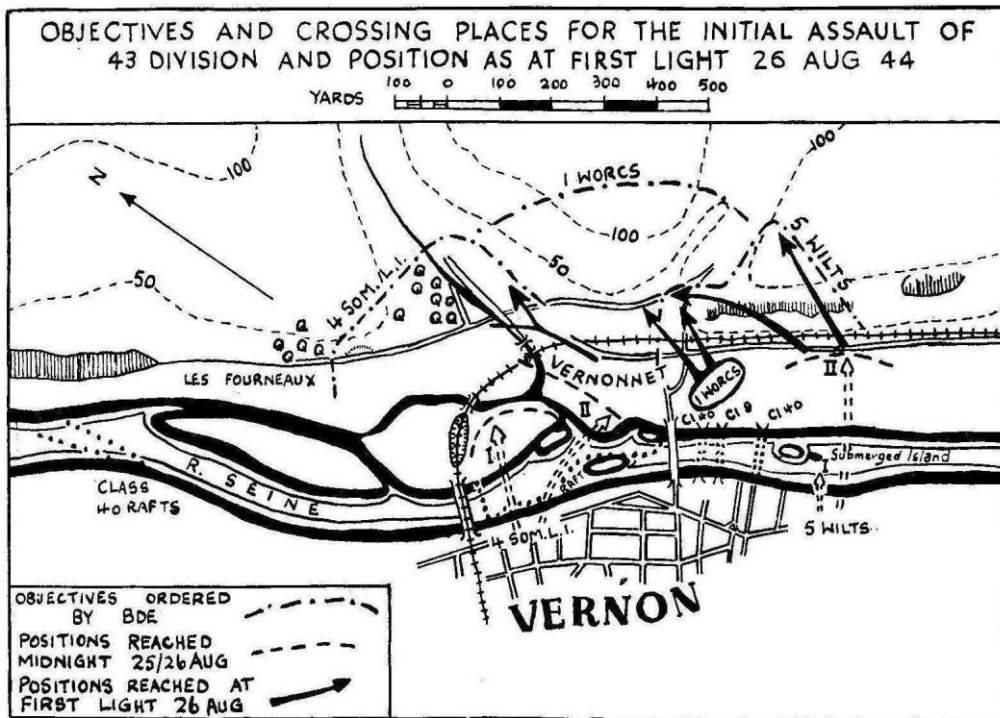 OBJECTIVES AND CROSSING PLACES FOR THE INITIAL ASSAULT OF
43 DIVISION AND POSITION AS AT FIRST LIGHT 26 AUG 44
YARDS 100 0 100 200 300 400 500
N
100
1 WORCS
100
50
50
100
4 SOM. L.I.
5 WILTS
Q Q Q Q Q Q Q Q Q Q Q
LES FOURNEAUX
VERNONNET
1 WORCS
II
II
Cl 40
Cl 9
Cl 40
I
I
Submerged Island
R. SEINE
CLASS
40 RAFTS
RAFT
4 SOM.L.I.
5 WILTS
VERNON
OBJECTIVES ORDERED
BY BDE
POSITIONS REACHED
MIDNIGHT 25/26 AUG
POSITIONS REACHED AT
FIRST LIGHT 26 AUG